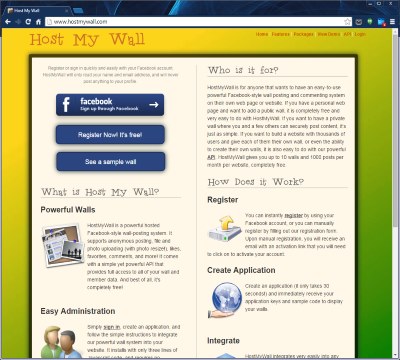 Host My Wall
www.hostmywall.com
Host My Wall
Home Features Packages Wall Demo API Login
Register or sign in quickly and easily with your Facebook account.
HostMyWall will only read your name and email address, and will never
post anything to your profile.
facebook
Sign up through Facebook
Register Now! It's free!
See a sample wall
What is Host My Wall?
Powerful Walls
HostMyWall is a powerful hosted
Facebook-style wall-posting system. It
supports anonymous posting, file and
photo uploading (with photo resize!), likes,
favorites, comments, and more! It comes
with a simple yet powerful API that
provides full access to all of your wall and
member data. And best of all, it's
completely free!
Easy Administration
Simply sign in, create an application, and
follow the simple instructions to integrate
our powerful wall system into your
website. It installs with only three lines of
Who is it for?
HostMyWall is for anyone that wants to have an easy-to-use
powerful Facebook-style wall posting and commenting system
on their own web page or website. If you have a personal web
page and want to add a public wall, it is completely free and
very easy to do with HostMyWall. If you want to have a private
wall where you and a few others can securely post content, it's
just as simple. If you want to build a website with thousands of
users and give each of them their own wall, or even the ability
to create their own walls, it is also easy to do with our powerful
API. HostMyWall gives you up to 10 walls and 1000 posts per
month per website, completely free.
How Does it Work?
Register
You can instantly register by using your
Facebook account, or you can manually
register by filling out our registration form.
Upon manual registration, you will receive an
email with an activation link that you will need
to click on to activate your account.
Create Application
Create an application (it only takes 30
seconds) and immediately receive your
application keys and sample code to display
your walls.
Integrate
HostMyWall integrates very easily into any